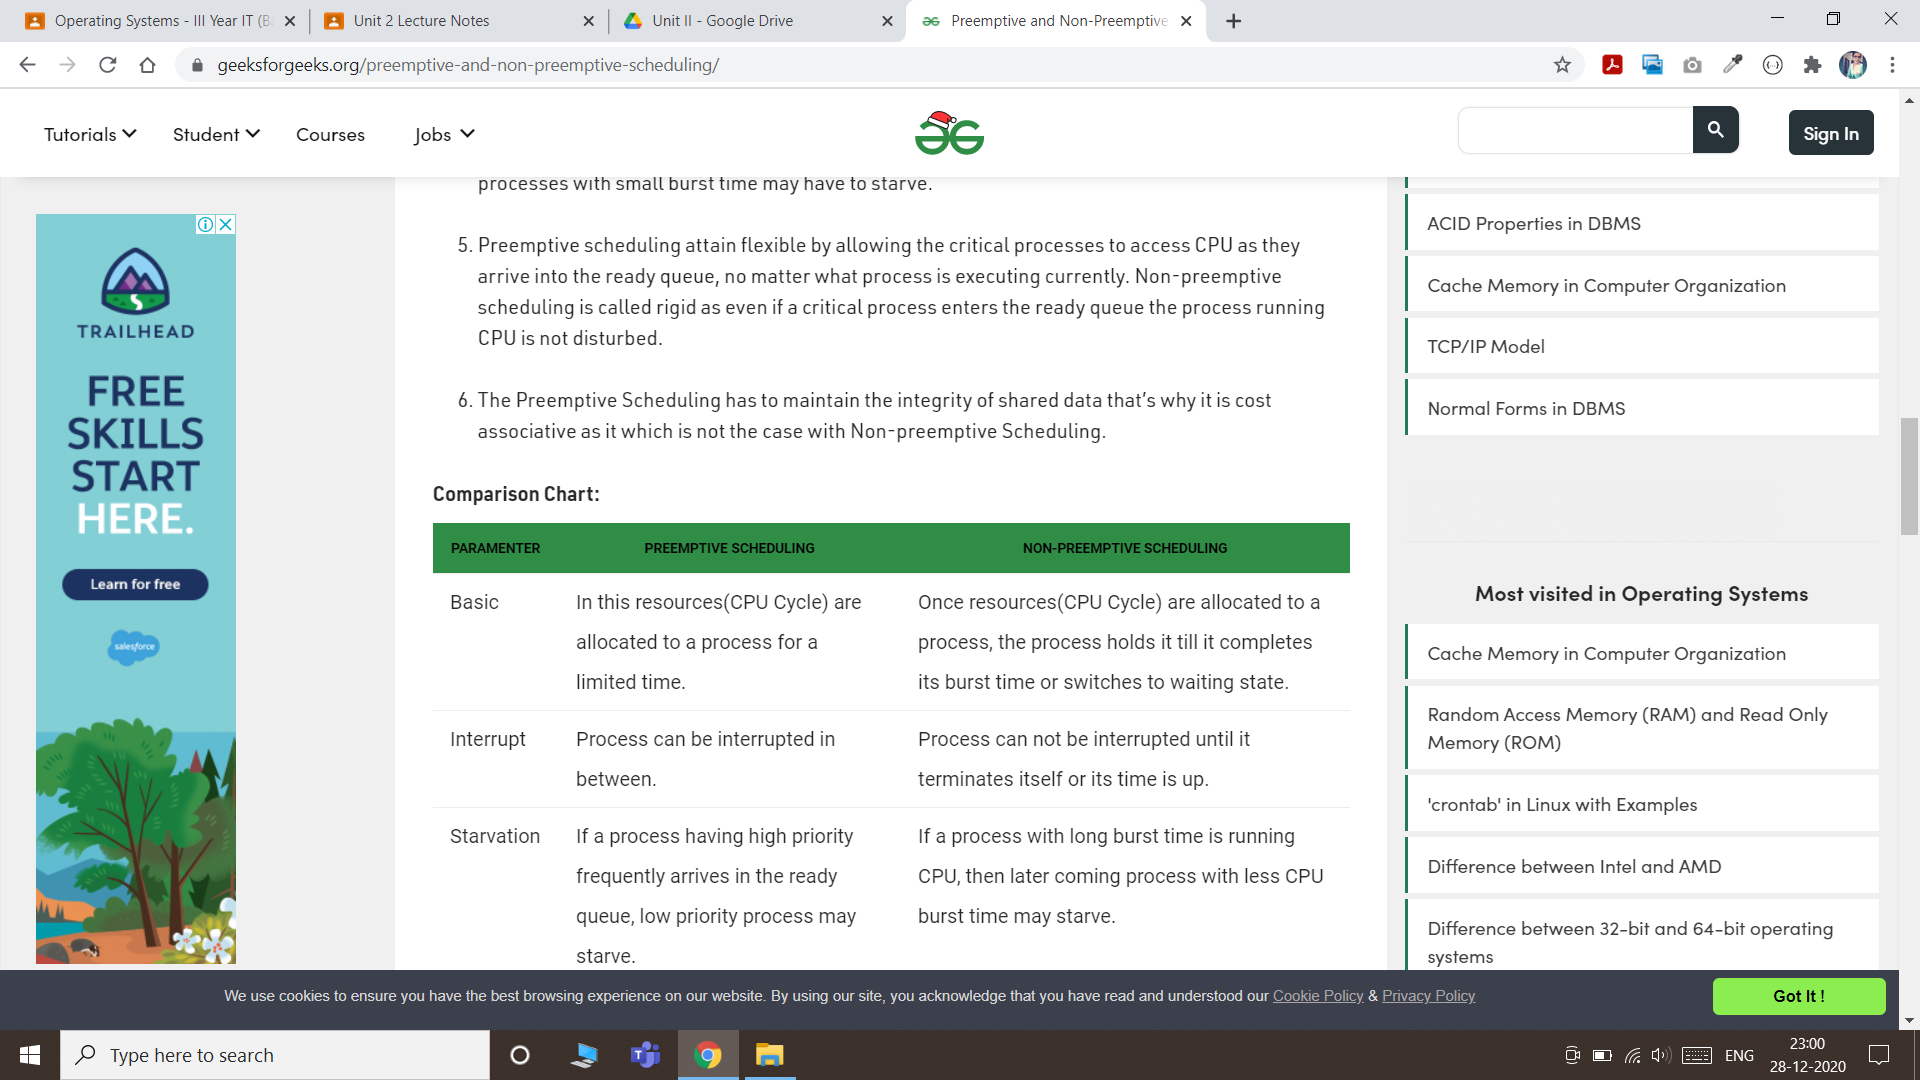 Operating Systems - III Year IT (B
Unit 2 Lecture Notes
Unit II - Google Drive
Preemptive and Non-Preemptive
geeksforgeeks.org/preemptive-and-non-preemptive-scheduling/
Tutorials
Student
Courses
Jobs
Sign In
processes with small burst time may have to starve.
5. Preemptive scheduling attain flexible by allowing the critical processes to access CPU as they
arrive into the ready queue, no matter what process is executing currently. Non-preemptive
scheduling is called rigid as even if a critical process enters the ready queue the process running
CPU is not disturbed.
6. The Preemptive Scheduling has to maintain the integrity of shared data that’s why it is cost
associative as it which is not the case with Non-preemptive Scheduling.
Comparison Chart:
PARAMENTER PREEMPTIVE SCHEDULING NON-PREEMPTIVE SCHEDULING
Basic In this resources(CPU Cycle) are Once resources(CPU Cycle) are allocated to a
allocated to a process for a process, the process holds it till it completes
limited time. its burst time or switches to waiting state.
Interrupt Process can be interrupted in Process can not be interrupted until it
between. terminates itself or its time is up.
Starvation If a process having high priority If a process with long burst time is running
frequently arrives in the ready CPU, then later coming process with less CPU
queue, low priority process may burst time may starve.
starve.
TRAILHEAD
FREE
SKILLS
START
HERE.
Learn for free
salesforce
ACID Properties in DBMS
Cache Memory in Computer Organization
TCP/IP Model
Normal Forms in DBMS
Most visited in Operating Systems
Cache Memory in Computer Organization
Random Access Memory (RAM) and Read Only
Memory (ROM)
'crontab' in Linux with Examples
Difference between Intel and AMD
Difference between 32-bit and 64-bit operating
systems
We use cookies to ensure you have the best browsing experience on our website. By using our site, you acknowledge that you have read and understood our Cookie Policy & Privacy Policy
Got It !
Type here to search
ENG
23:00
28-12-2020